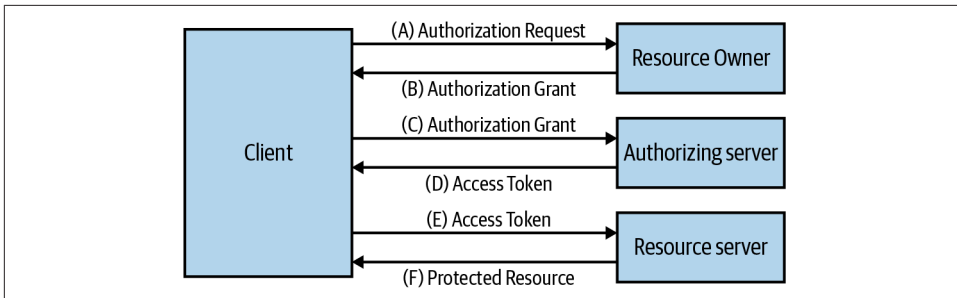 (A) Authorization Request
Resource Owner
(B) Authorization Grant
(C) Authorization Grant
Client
Authorizing server
(D) Access Token
(E) Access Token
Resource server
(F) Protected Resource